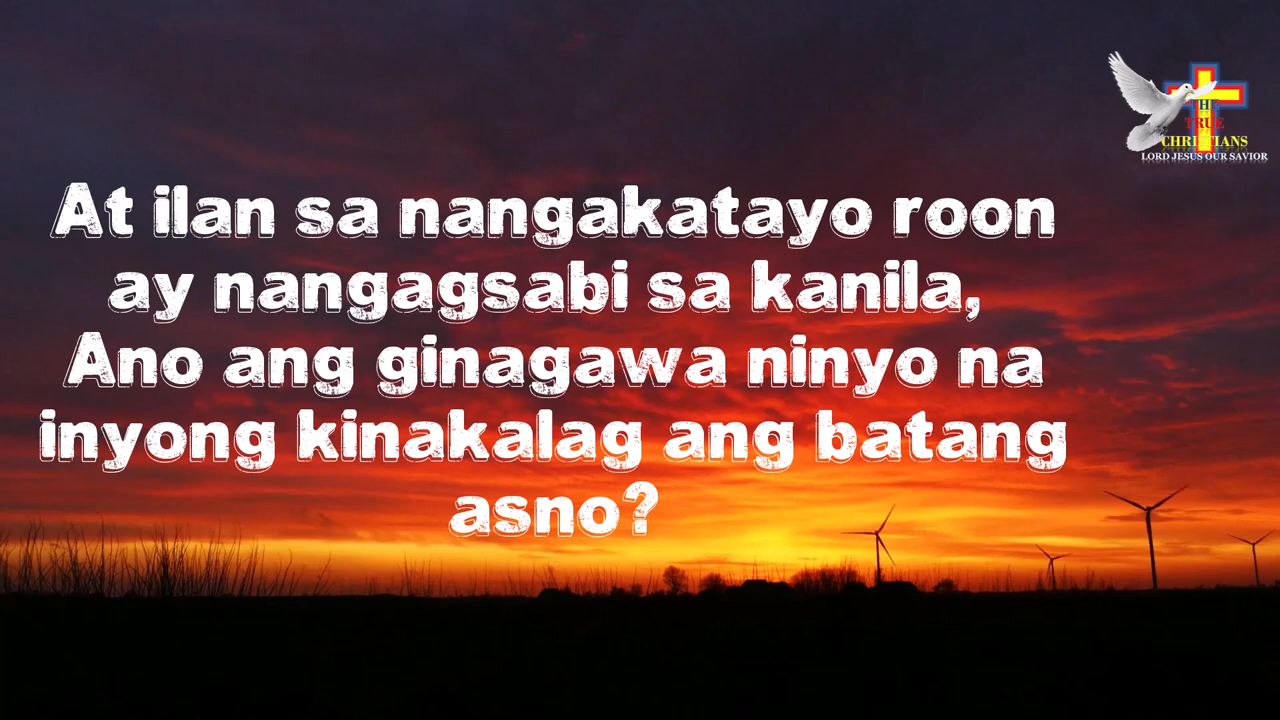 THE
TRUE
CHRISTIANS
LORD JESUS OUR SAVIOR
At ilan sa nangakatayo roon
ay nangagsabi sa kanila,
Ano ang ginagawa ninyo na
inyong kinakalag ang batang
asno?